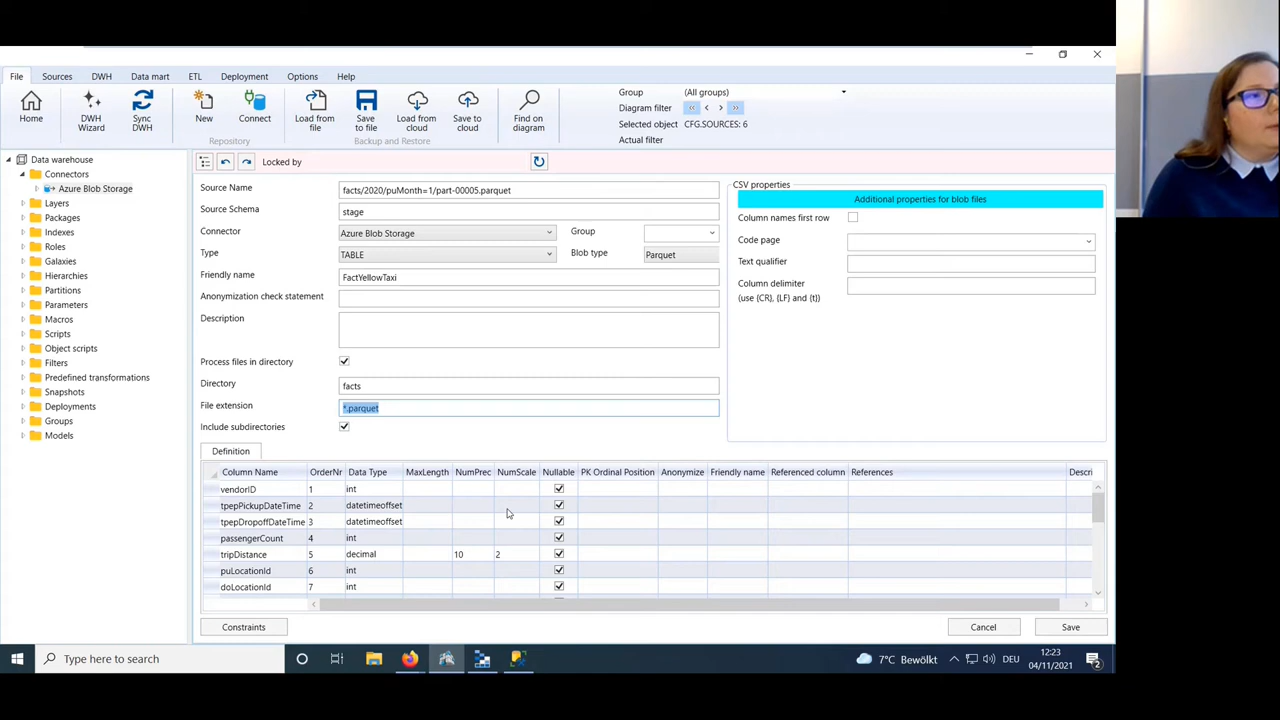 File Sources DWH Data mart ETL Deployment Options Help
Home
DWH Wizard
Sync DWH
New
Connect
Load from file
Save to file
Load from cloud
Save to cloud
Find on diagram
Repository
Backup and Restore
Group (All groups)
Diagram filter
Selected object CFG.SOURCES: 6
Actual filter
Data warehouse
Connectors
Azure Blob Storage
Layers
Packages
Indexes
Roles
Galaxies
Hierarchies
Partitions
Parameters
Macros
Scripts
Object scripts
Filters
Predefined transformations
Snapshots
Deployments
Groups
Models
Locked by
Source Name facts/2020/puMonth=1/part-00005.parquet
Source Schema stage
Connector Azure Blob Storage Group
Type TABLE Blob type Parquet
Friendly name FactYellowTaxi
Anonymization check statement
Description
Process files in directory
Directory facts
File extension *.parquet
Include subdirectories
CSV properties
Additional properties for blob files
Column names first row
Code page
Text qualifier
Column delimiter
(use {CR}, {LF} and {t})
Definition
Column Name OrderNr Data Type MaxLength NumPrec NumScale Nullable PK Ordinal Position Anonymize Friendly name Referenced column References Descri
vendorID 1 int
tpepPickupDateTime 2 datetimeoffset
tpepDropoffDateTime 3 datetimeoffset
passengerCount 4 int
tripDistance 5 decimal 10 2
puLocationId 6 int
doLocationId 7 int
Constraints Cancel Save
Type here to search
7°C Bewölkt
DEU
12:23
04/11/2021
2